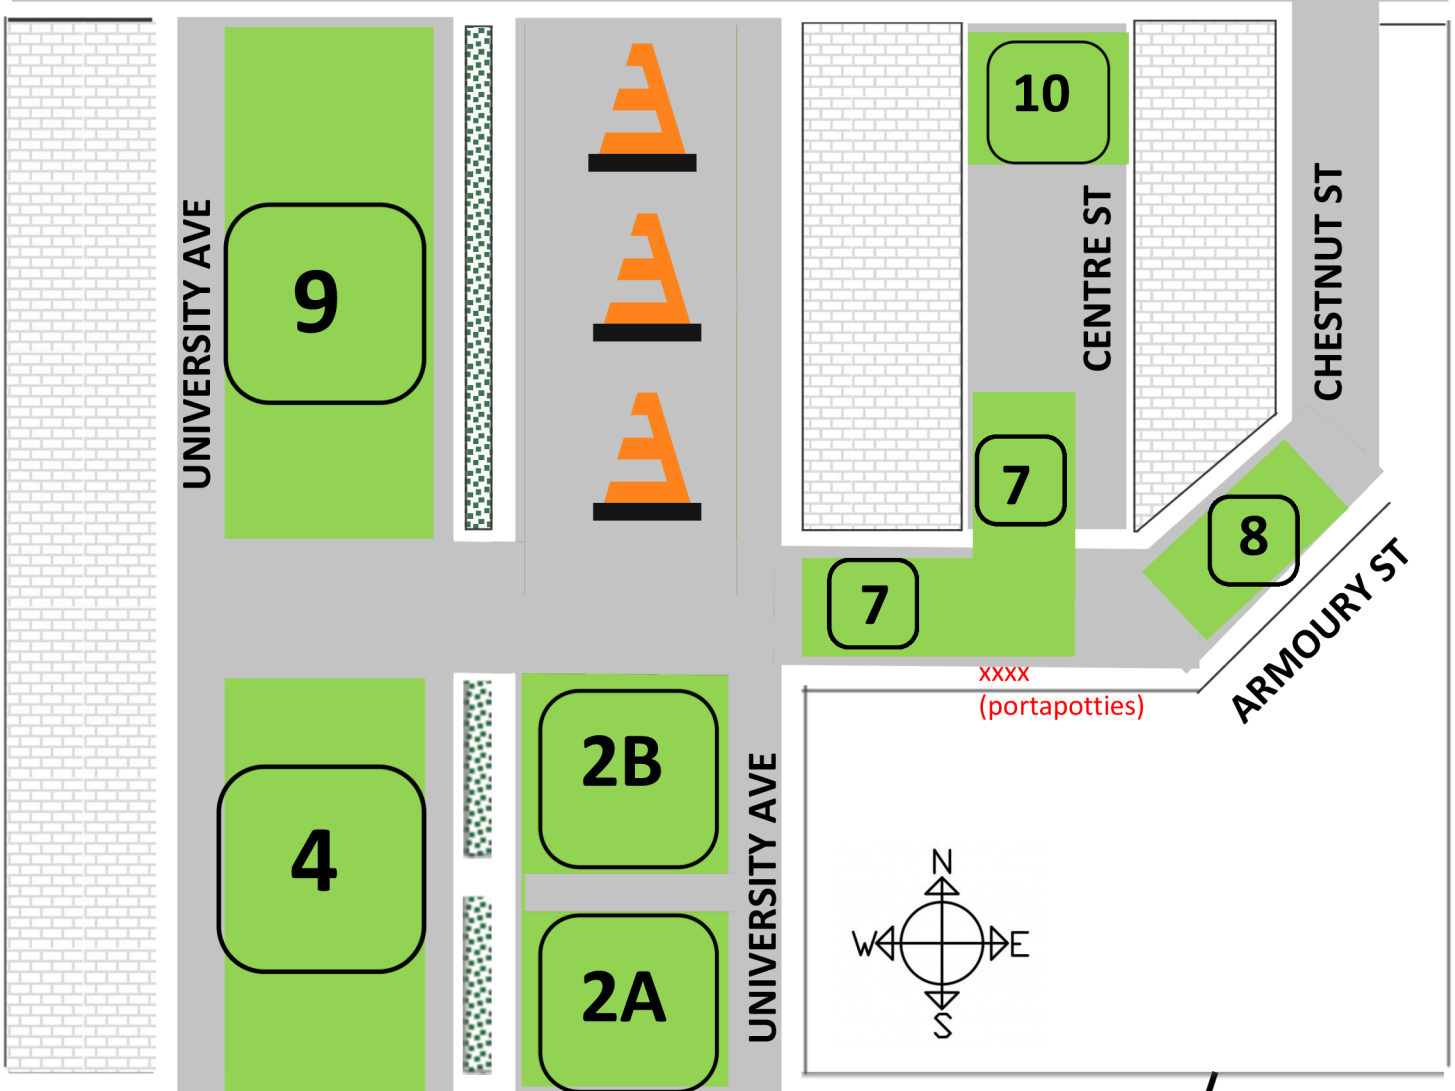 10
UNIVERSITY AVE
9
CENTRE ST
CHESTNUT ST
7
8
7
ARMOURY ST
xxxx
(portapotties)
2B
4
UNIVERSITY AVE
2A
N
W E
S